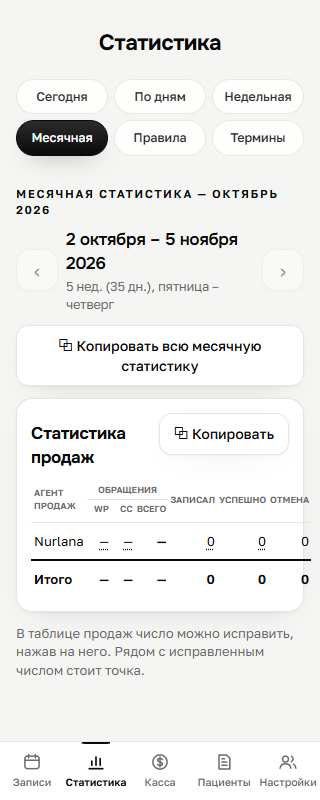 Статистика
Сегодня По дням Недельная
Месячная Правила Термины
МЕСЯЧНАЯ СТАТИСТИКА — ОКТЯБРЬ
2026
2 октября – 5 ноября
2026
5 нед. (35 дн.), пятница –
четверг
‹ ›
Копировать всю месячную
статистику
Статистика
продаж
Копировать
АГЕНТ
ПРОДАЖ
ОБРАЩЕНИЯ
WP CC ВСЕГО
ЗАПИСАЛ УСПЕШНО ОТМЕНА
Nurlana — — — 0 0 0
Итого — — — 0 0 0
В таблице продаж число можно исправить,
нажав на него. Рядом с исправленным
числом стоит точка.
Записи Статистика Касса Пациенты Настройки